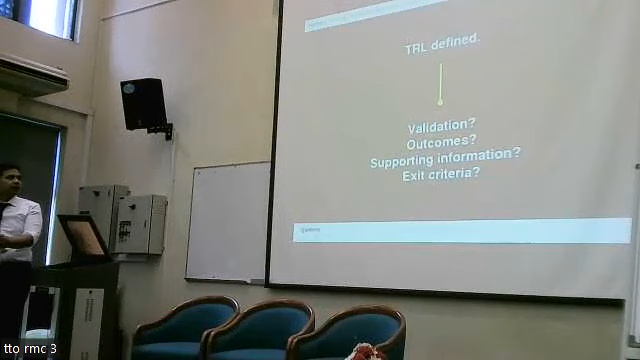 TRL defined.
Validation?
Outcomes?
Supporting information?
Exit criteria?
tto rmc 3